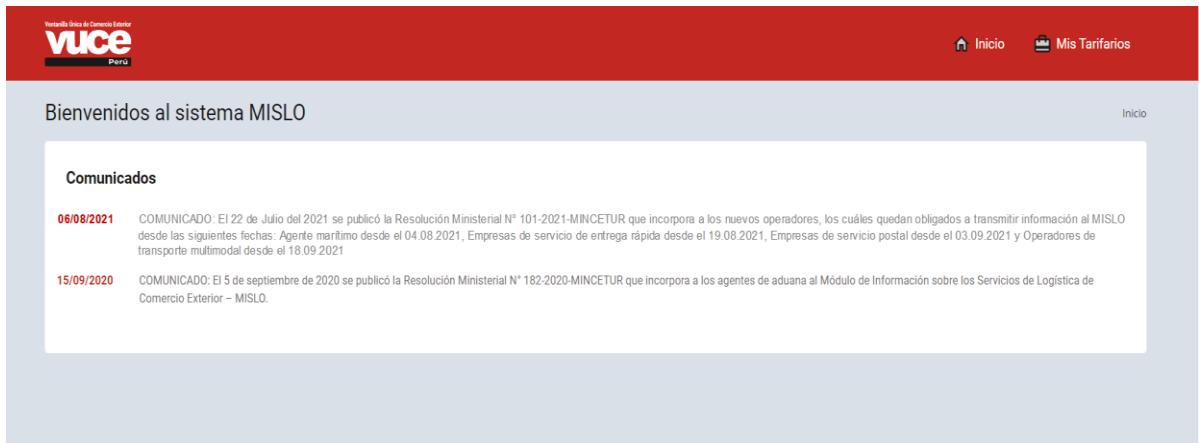 Ventanilla Única de Comercio Exterior
vuce
Perú
Inicio
Mis Tarifarios
Bienvenidos al sistema MISLO
Inicio
Comunicados
06/08/2021
COMUNICADO: El 22 de Julio del 2021 se publicó la Resolución Ministerial N° 101-2021-MINCETUR que incorpora a los nuevos operadores, los cuáles quedan obligados a transmitir información al MISLO
desde las siguientes fechas: Agente marítimo desde el 04.08.2021, Empresas de servicio de entrega rápida desde el 19.08.2021, Empresas de servicio postal desde el 03.09.2021 y Operadores de
transporte multimodal desde el 18.09.2021
15/09/2020
COMUNICADO: El 5 de septiembre de 2020 se publicó la Resolución Ministerial N° 182-2020-MINCETUR que incorpora a los agentes de aduana al Módulo de Información sobre los Servicios de Logística de
Comercio Exterior – MISLO.